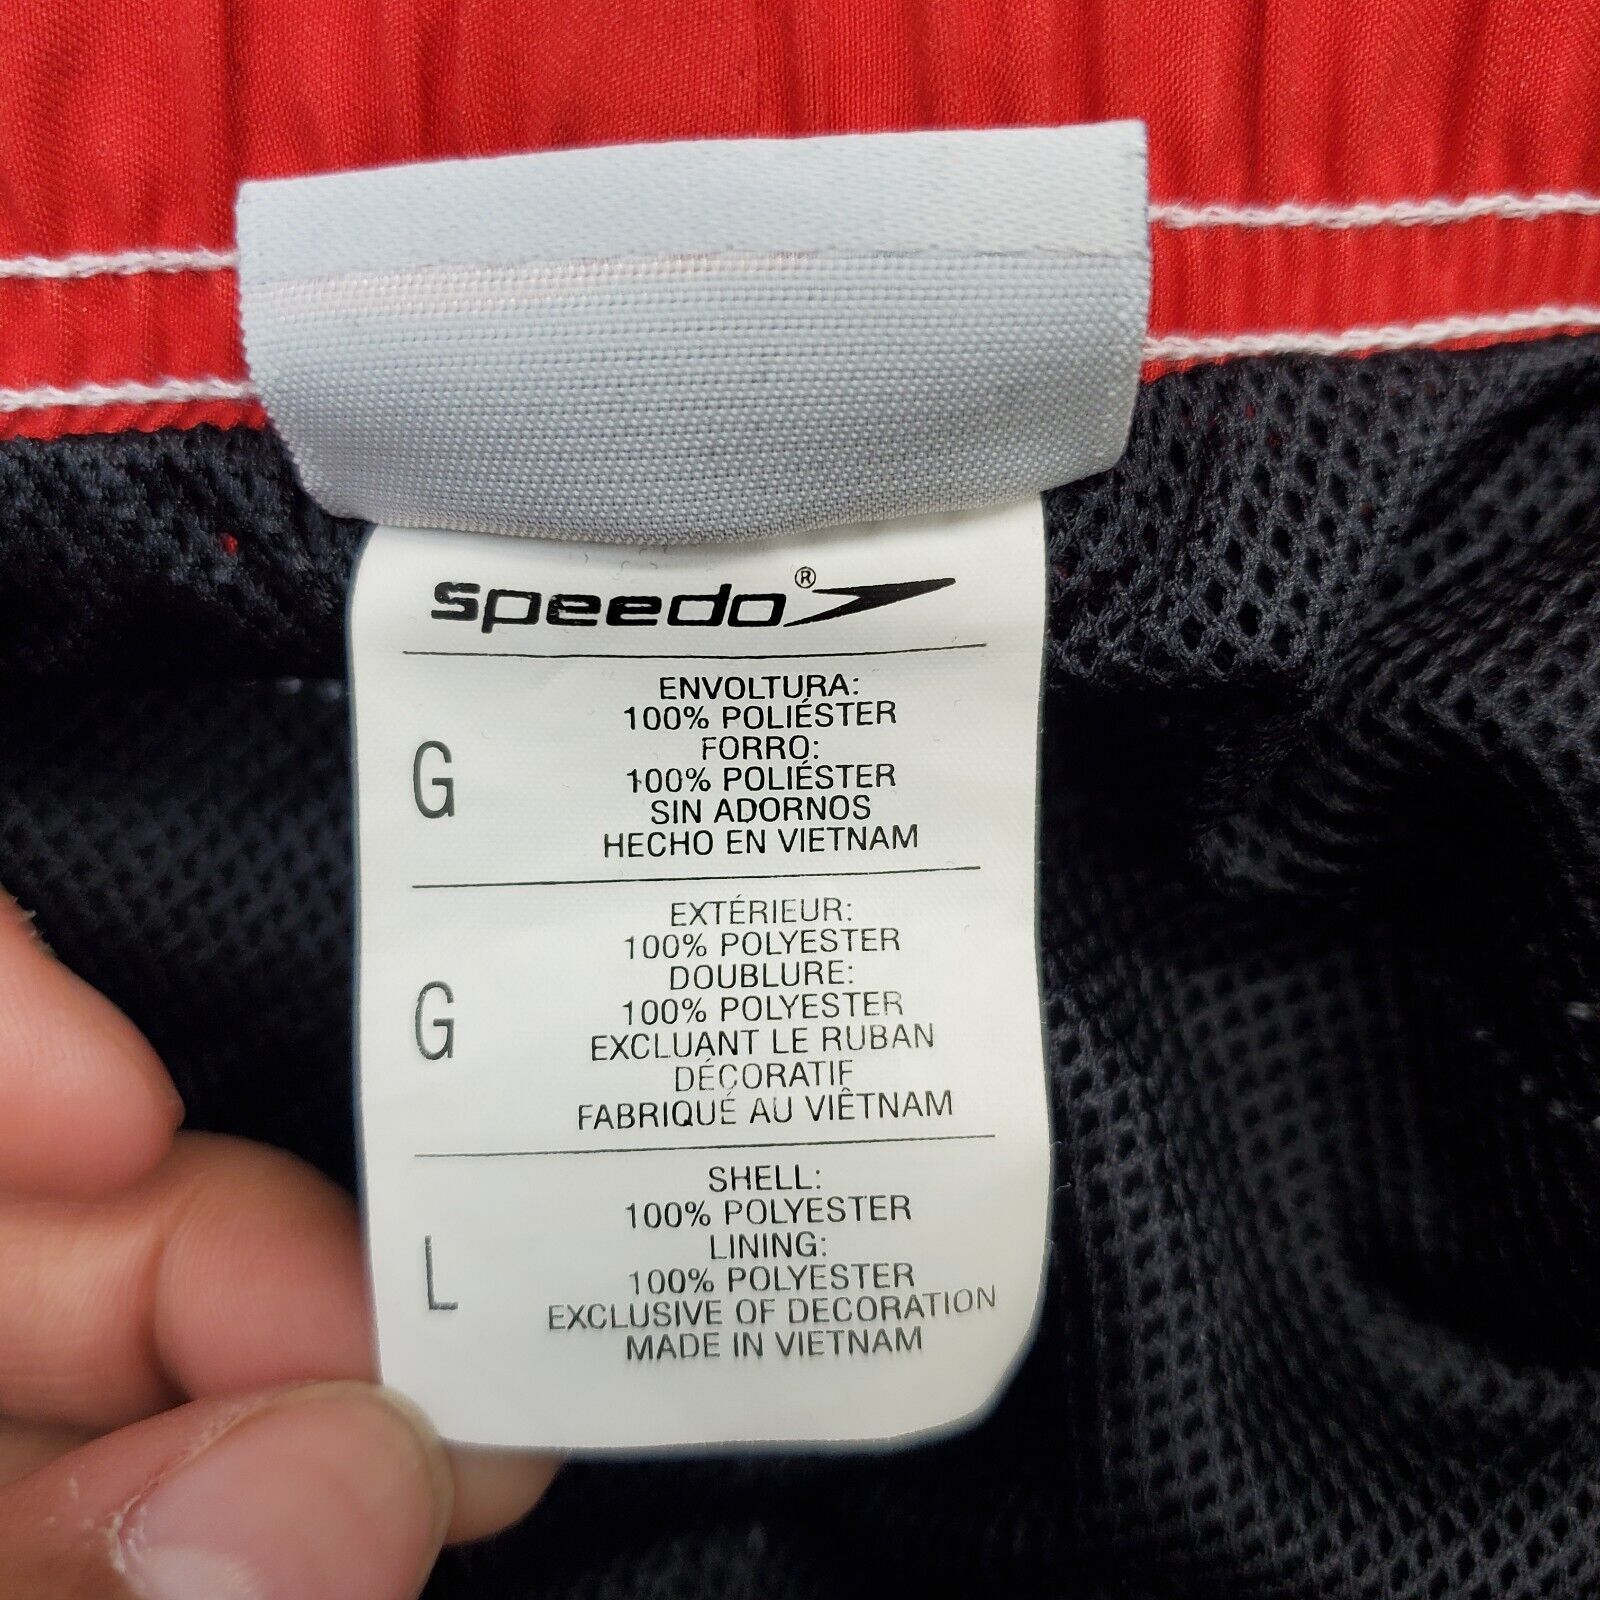 speedo®
G
ENVOLTURA:
100% POLIÉSTER
FORRO:
100% POLIÉSTER
SIN ADORNOS
HECHO EN VIETNAM
G
EXTÉRIEUR:
100% POLYESTER
DOUBLURE:
100% POLYESTER
EXCLUANT LE RUBAN
DÉCORATIF
FABRIQUÉ AU VIÊTNAM
L
SHELL:
100% POLYESTER
LINING:
100% POLYESTER
EXCLUSIVE OF DECORATION
MADE IN VIETNAM